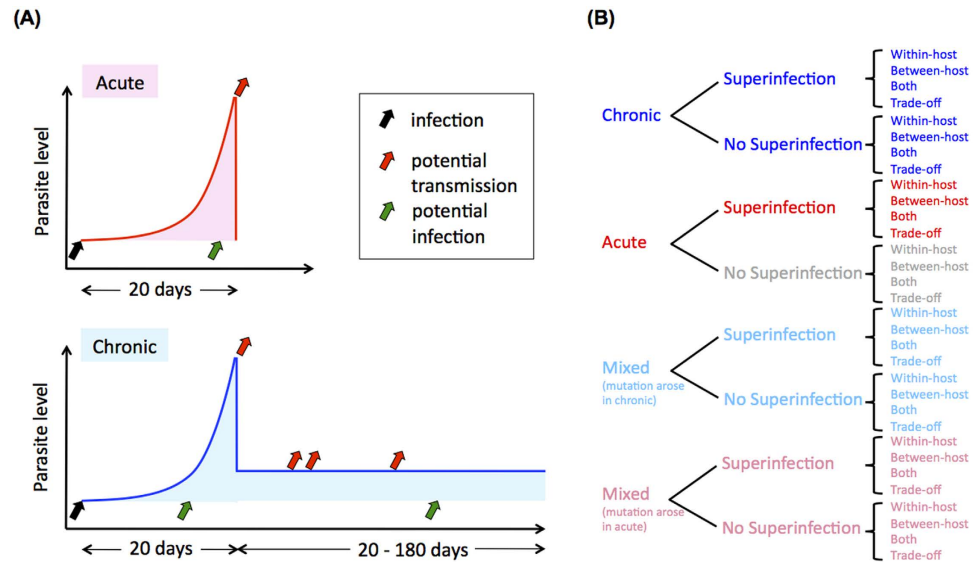 (A)
Acute
Parasite level
20 days
infection
potential
transmission
potential
infection
Chronic
Parasite level
20 days
20 - 180 days
(B)
Chronic
Superinfection
Within-host
Between-host
Both
Trade-off
No Superinfection
Within-host
Between-host
Both
Trade-off
Acute
Superinfection
Within-host
Between-host
Both
Trade-off
No Superinfection
Within-host
Between-host
Both
Trade-off
Mixed
(mutation arose
in chronic)
Superinfection
Within-host
Between-host
Both
Trade-off
No Superinfection
Within-host
Between-host
Both
Trade-off
Mixed
(mutation arose
in acute)
Superinfection
Within-host
Between-host
Both
Trade-off
No Superinfection
Within-host
Between-host
Both
Trade-off